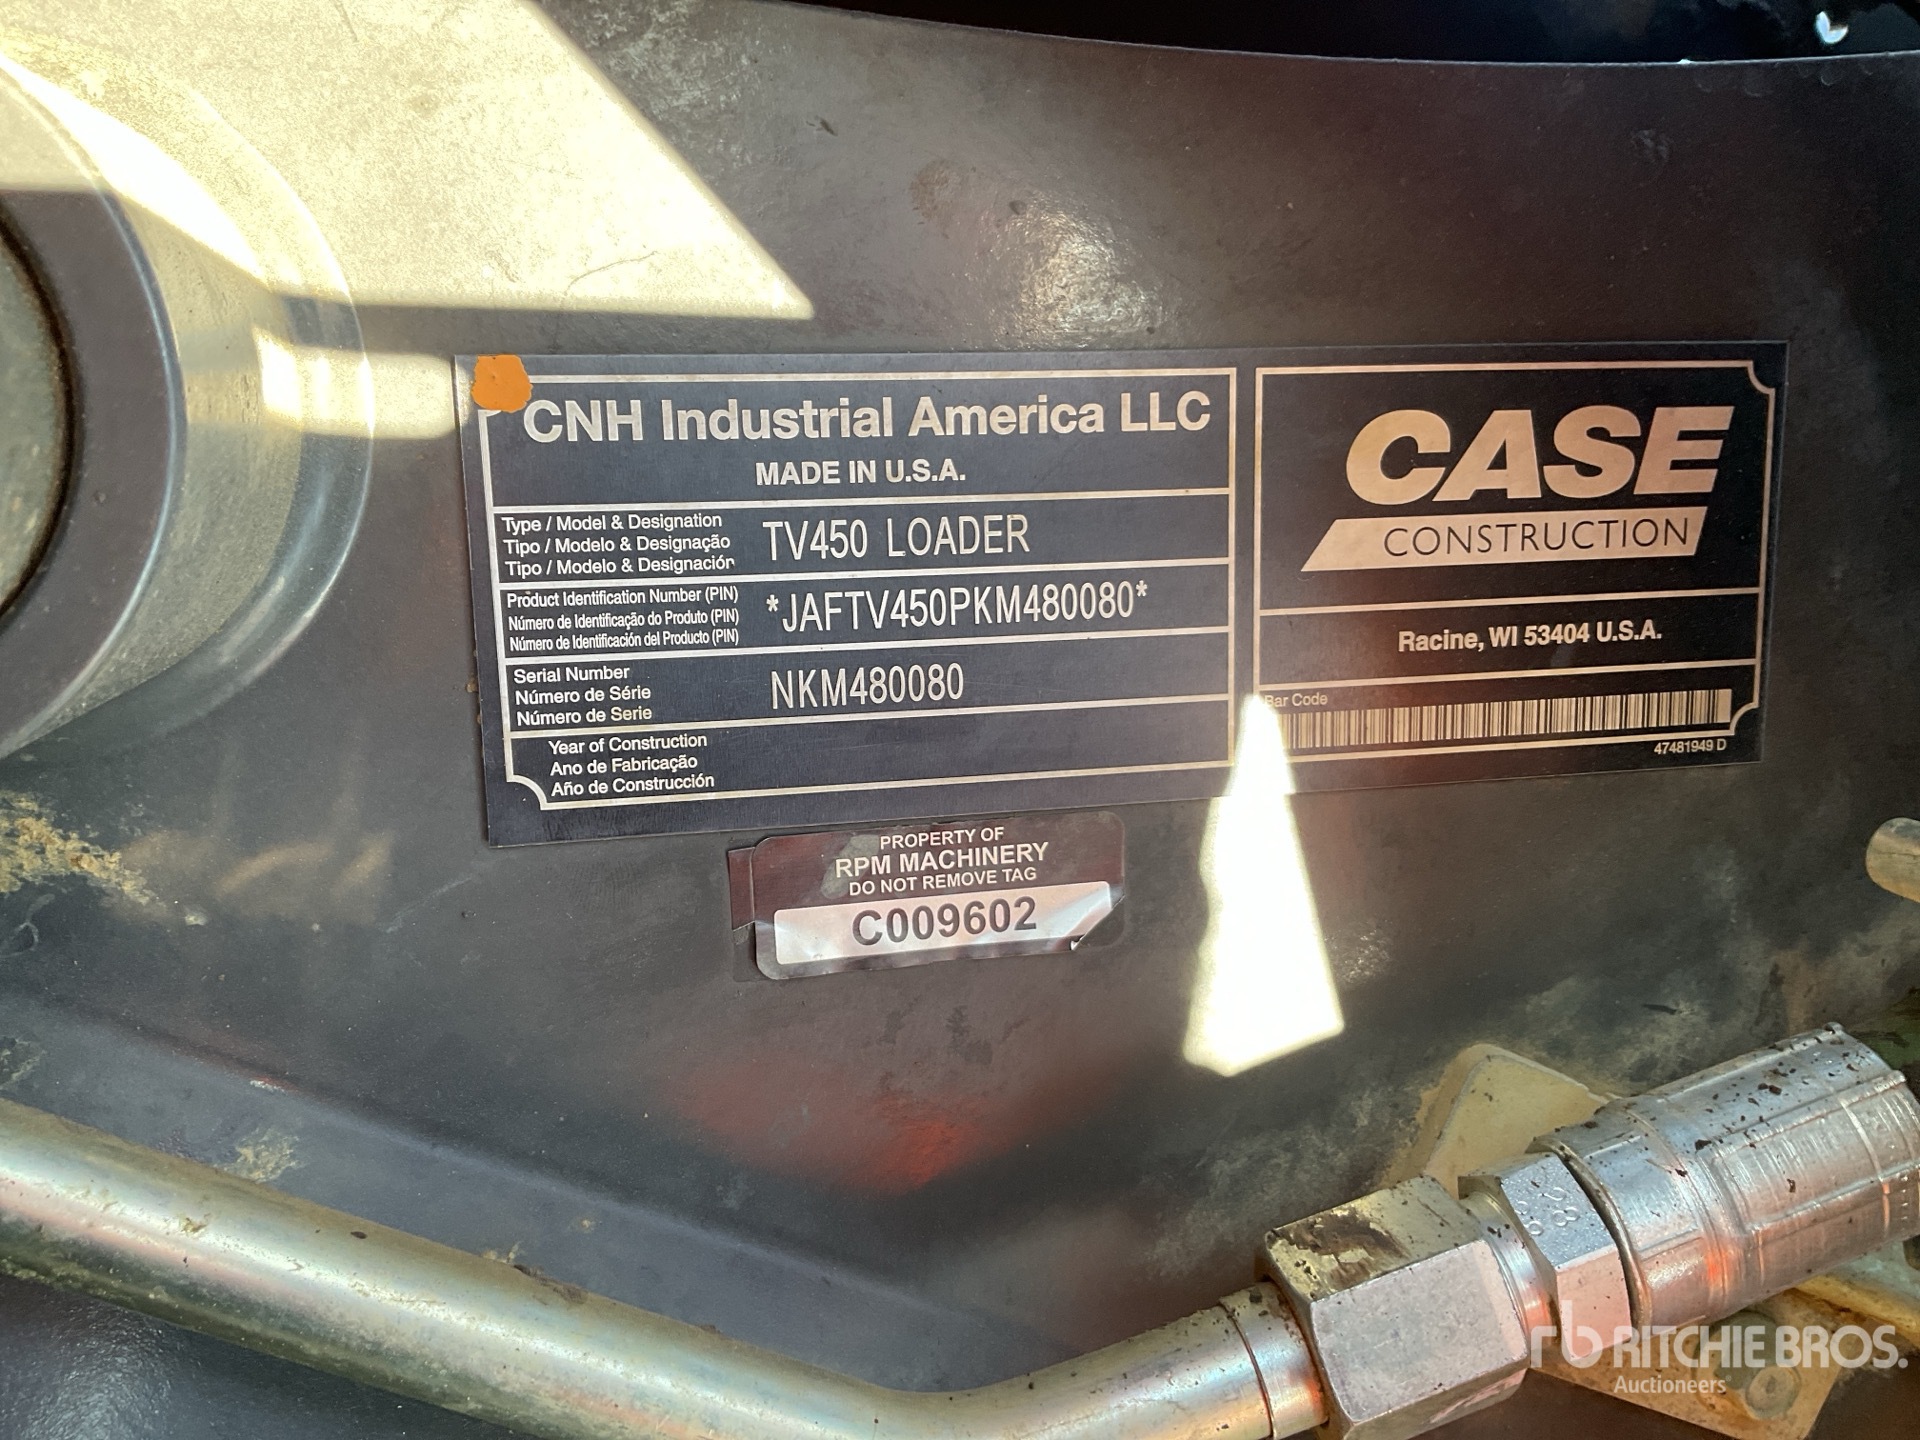 CNH Industrial America LLC
MADE IN U.S.A.
Type / Model & Designation
Tipo / Modelo & Designação
Tipo / Modelo & Designación
TV450 LOADER
Product Identification Number (PIN)
Número de Identificação do Produto (PIN)
Número de Identificación del Producto (PIN)
*JAFTV450PKM480080*
Serial Number
Número de Série
Número de Serie
NKM480080
Year of Construction
Ano de Fabricação
Año de Construcción
CASE
CONSTRUCTION
Racine, WI 53404 U.S.A.
Bar Code
47481949 D
PROPERTY OF
RPM MACHINERY
DO NOT REMOVE TAG
C009602
rb RITCHIE BROS.
Auctioneers